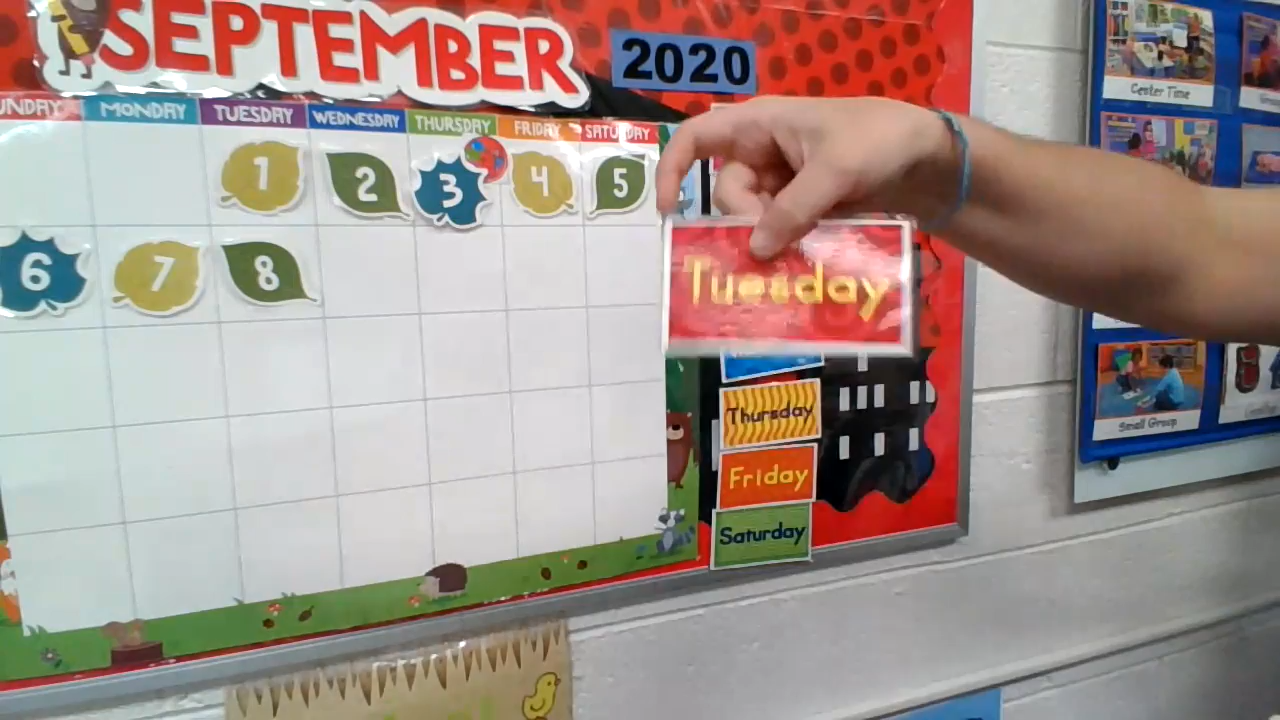 SEPTEMBER
2020
UNDAY MONDAY TUESDAY WEDNESDAY THURSDAY FRIDAY SATURDAY
1 2 3 4 5
6 7 8
Tuesday
Thursday
Friday
Saturday
Center Time
Small Group